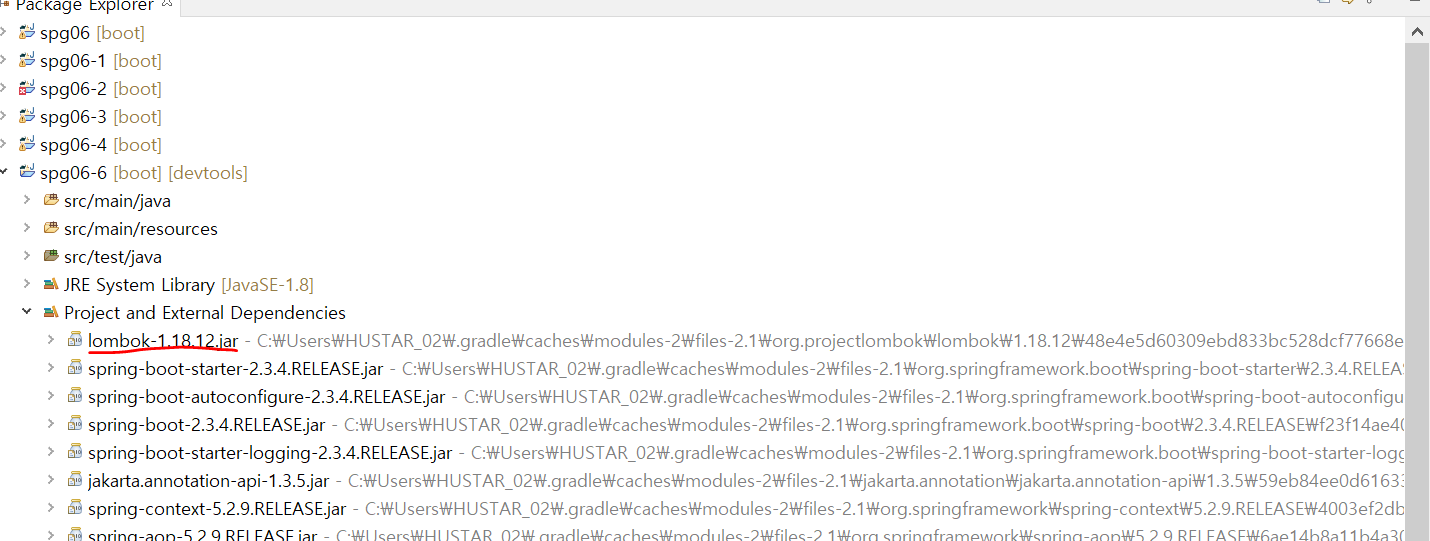 Package Explorer
spg06 [boot]
spg06-1 [boot]
spg06-2 [boot]
spg06-3 [boot]
spg06-4 [boot]
spg06-6 [boot] [devtools]
src/main/java
src/main/resources
src/test/java
JRE System Library [JavaSE-1.8]
Project and External Dependencies
lombok-1.18.12.jar - C:₩Users₩HUSTAR_02₩.gradle₩caches₩modules-2₩files-2.1₩org.projectlombok₩lombok₩1.18.12₩48e4e5d60309ebd833bc528dcf77668e
spring-boot-starter-2.3.4.RELEASE.jar - C:₩Users₩HUSTAR_02₩.gradle₩caches₩modules-2₩files-2.1₩org.springframework.boot₩spring-boot-starter₩2.3.4.RELEAS
spring-boot-autoconfigure-2.3.4.RELEASE.jar - C:₩Users₩HUSTAR_02₩.gradle₩caches₩modules-2₩files-2.1₩org.springframework.boot₩spring-boot-autoconfigu
spring-boot-2.3.4.RELEASE.jar - C:₩Users₩HUSTAR_02₩.gradle₩caches₩modules-2₩files-2.1₩org.springframework.boot₩spring-boot₩2.3.4.RELEASE₩f23f14ae40
spring-boot-starter-logging-2.3.4.RELEASE.jar - C:₩Users₩HUSTAR_02₩.gradle₩caches₩modules-2₩files-2.1₩org.springframework.boot₩spring-boot-starter-logg
jakarta.annotation-api-1.3.5.jar - C:₩Users₩HUSTAR_02₩.gradle₩caches₩modules-2₩files-2.1₩jakarta.annotation₩jakarta.annotation-api₩1.3.5₩59eb84ee0d61633
spring-context-5.2.9.RELEASE.jar - C:₩Users₩HUSTAR_02₩.gradle₩caches₩modules-2₩files-2.1₩org.springframework₩spring-context₩5.2.9.RELEASE₩4003ef2db
spring-aop-5.2.9.RELEASE.jar - C:₩Users₩HUSTAR_02₩.gradle₩caches₩modules-2₩files-2.1₩org.springframework₩spring-aop₩5.2.9.RELEASE₩6ae14b8a11b4a30